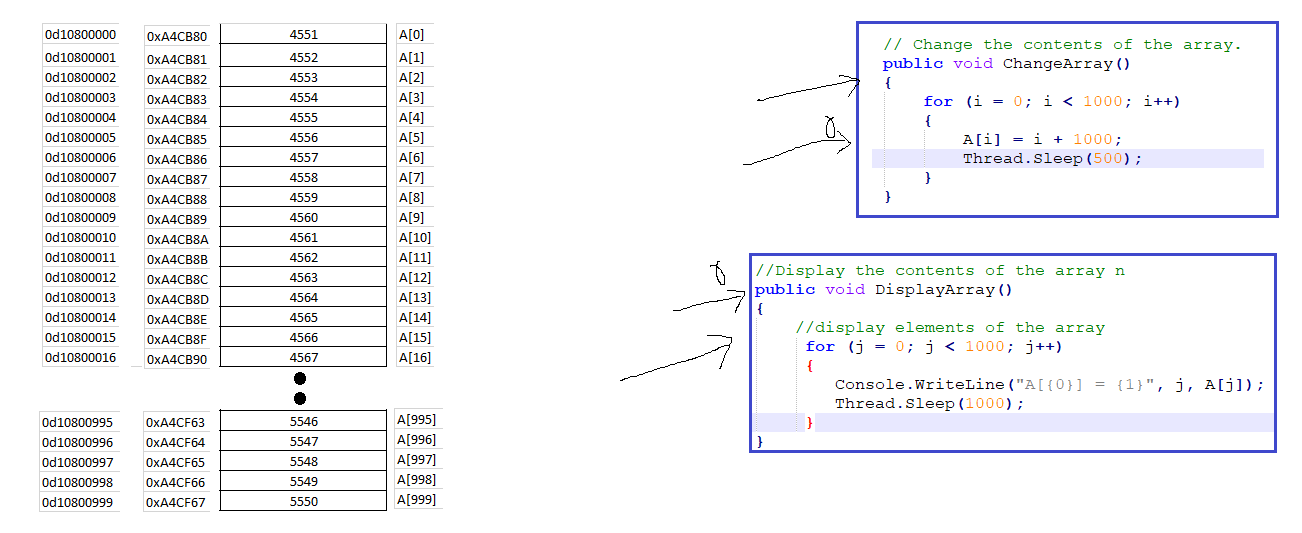 0d10800000 0xA4CB80 4551 A[0]
0d10800001 0xA4CB81 4552 A[1]
0d10800002 0xA4CB82 4553 A[2]
0d10800003 0xA4CB83 4554 A[3]
0d10800004 0xA4CB84 4555 A[4]
0d10800005 0xA4CB85 4556 A[5]
0d10800006 0xA4CB86 4557 A[6]
0d10800007 0xA4CB87 4558 A[7]
0d10800008 0xA4CB88 4559 A[8]
0d10800009 0xA4CB89 4560 A[9]
0d10800010 0xA4CB8A 4561 A[10]
0d10800011 0xA4CB8B 4562 A[11]
0d10800012 0xA4CB8C 4563 A[12]
0d10800013 0xA4CB8D 4564 A[13]
0d10800014 0xA4CB8E 4565 A[14]
0d10800015 0xA4CB8F 4566 A[15]
0d10800016 0xA4CB90 4567 A[16]
0d10800995 0xA4CF63 5546 A[995]
0d10800996 0xA4CF64 5547 A[996]
0d10800997 0xA4CF65 5548 A[997]
0d10800998 0xA4CF66 5549 A[998]
0d10800999 0xA4CF67 5550 A[999]
// Change the contents of the array.
public void ChangeArray()
{
for (i = 0; i < 1000; i++)
{
A[i] = i + 1000;
Thread.Sleep(500);
}
}
//Display the contents of the array n
public void DisplayArray()
{
//display elements of the array
for (j = 0; j < 1000; j++)
{
Console.WriteLine("A[{0}] = {1}", j, A[j]);
Thread.Sleep(1000);
}
}